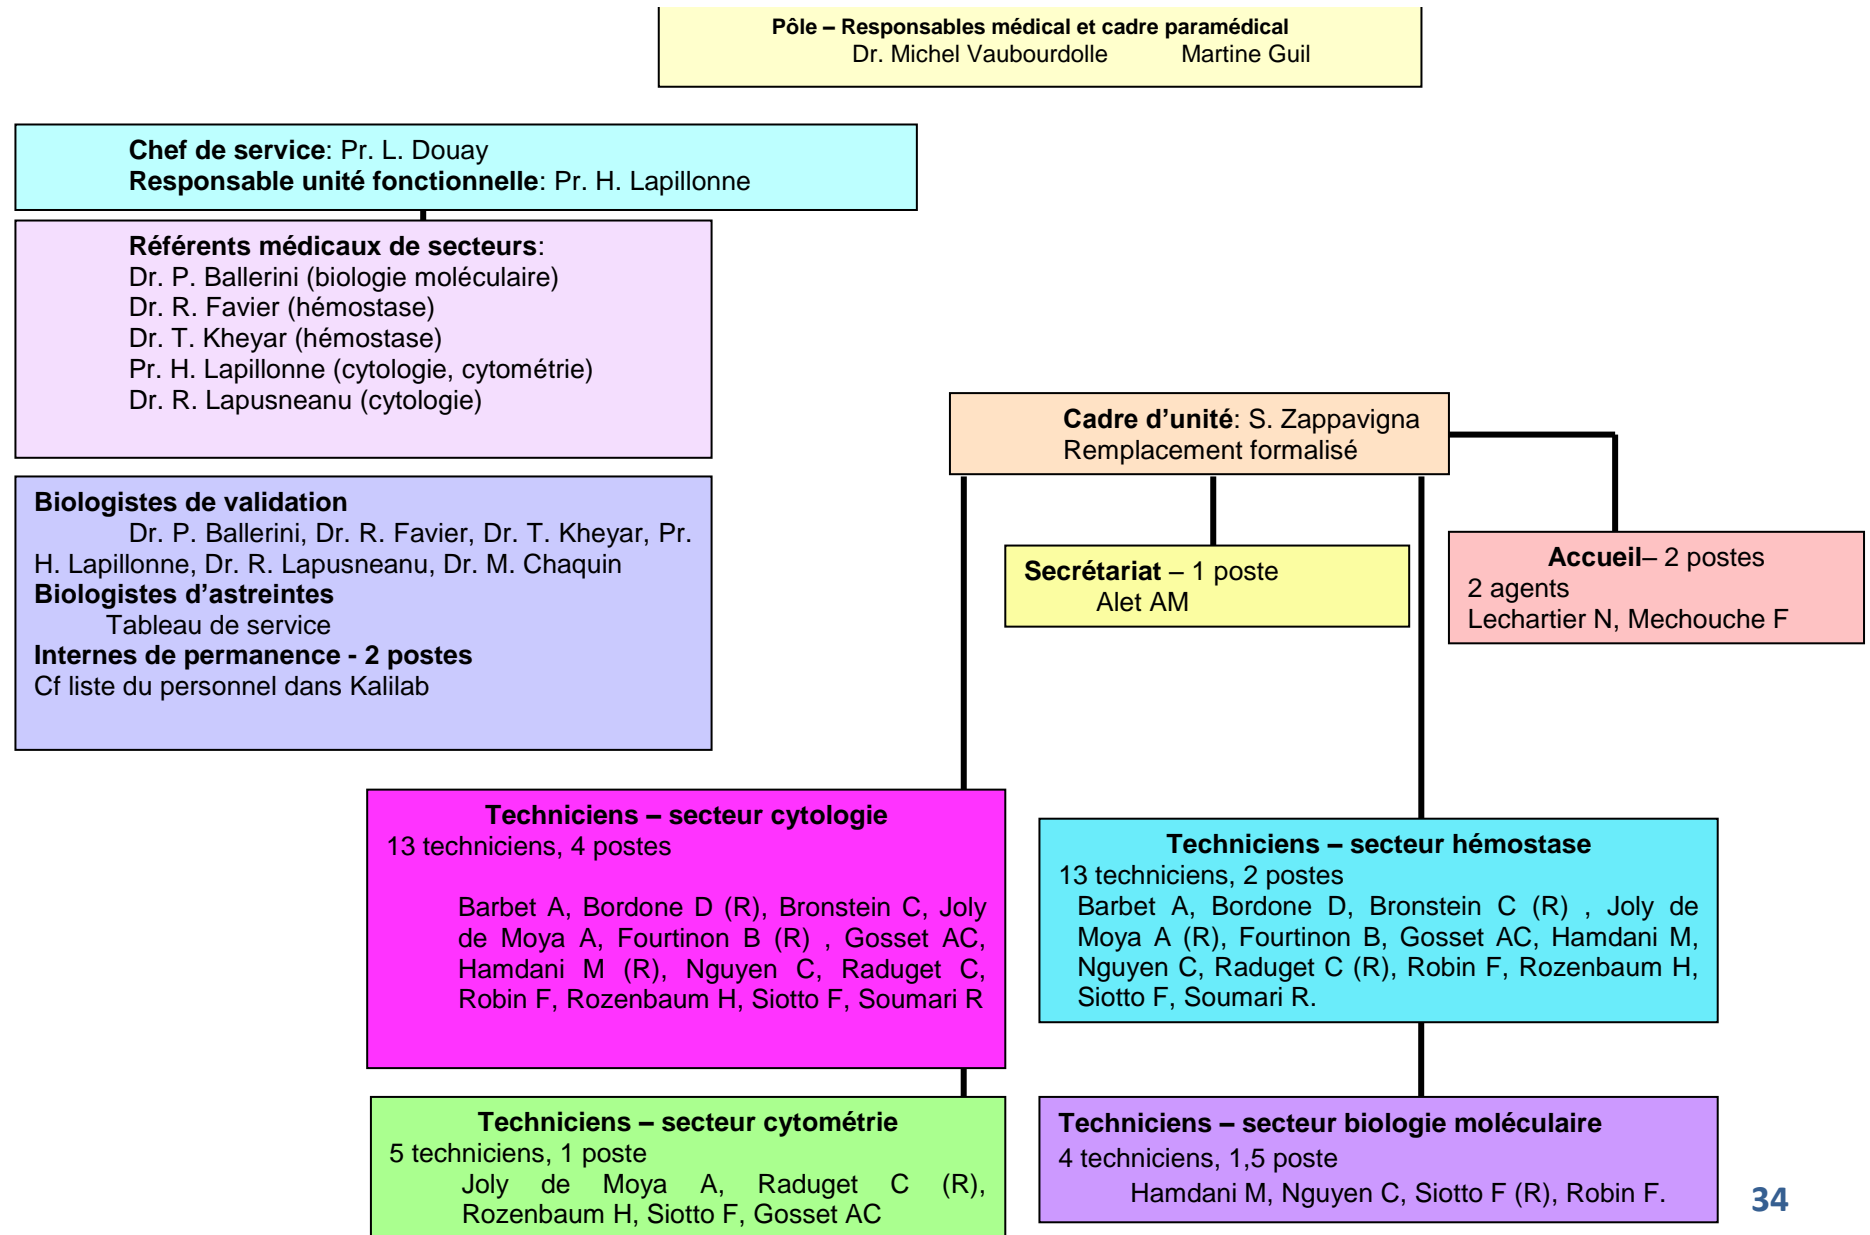 Pôle – Responsables médical et cadre paramédical
Dr. Michel Vaubourdolle Martine Guil
Chef de service: Pr. L. Douay
Responsable unité fonctionnelle: Pr. H. Lapillonne
Référents médicaux de secteurs:
Dr. P. Ballerini (biologie moléculaire)
Dr. R. Favier (hémostase)
Dr. T. Kheyar (hémostase)
Pr. H. Lapillonne (cytologie, cytométrie)
Dr. R. Lapusneanu (cytologie)
Biologistes de validation
Dr. P. Ballerini, Dr. R. Favier, Dr. T. Kheyar, Pr.
H. Lapillonne, Dr. R. Lapusneanu, Dr. M. Chaquin
Biologistes d’astreintes
Tableau de service
Internes de permanence - 2 postes
Cf liste du personnel dans Kalilab
Cadre d’unité: S. Zappavigna
Remplacement formalisé
Secrétariat – 1 poste
Alet AM
Accueil– 2 postes
2 agents
Lechartier N, Mechouche F
Techniciens – secteur cytologie
13 techniciens, 4 postes
Barbet A, Bordone D (R), Bronstein C, Joly
de Moya A, Fourtinon B (R) , Gosset AC,
Hamdani M (R), Nguyen C, Raduget C,
Robin F, Rozenbaum H, Siotto F, Soumari R
Techniciens – secteur hémostase
13 techniciens, 2 postes
Barbet A, Bordone D, Bronstein C (R) , Joly de
Moya A (R), Fourtinon B, Gosset AC, Hamdani M,
Nguyen C, Raduget C (R), Robin F, Rozenbaum H,
Siotto F, Soumari R.
Techniciens – secteur cytométrie
5 techniciens, 1 poste
Joly de Moya A, Raduget C (R),
Rozenbaum H, Siotto F, Gosset AC
Techniciens – secteur biologie moléculaire
4 techniciens, 1,5 poste
Hamdani M, Nguyen C, Siotto F (R), Robin F.
34